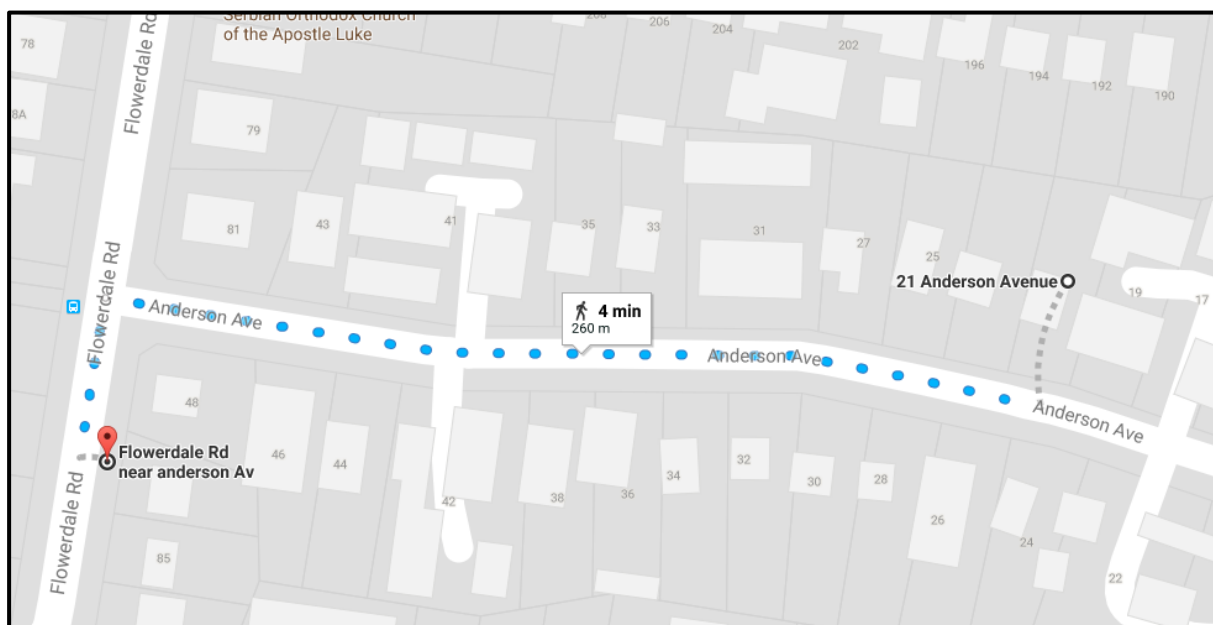 Serbian Orthodox Church
of the Apostle Luke
206
204
202
196
194
192
190
78
8A
Flowerdale Rd
79
81
43
41
35
33
31
27
25
21 Anderson Avenue
19
17
Flowerdale Rd
Anderson Ave
4 min
260 m
Anderson Ave
Anderson Ave
48
46
44
42
38
36
34
32
30
28
26
24
22
Flowerdale Rd
near anderson Av
Flowerdale Rd
85